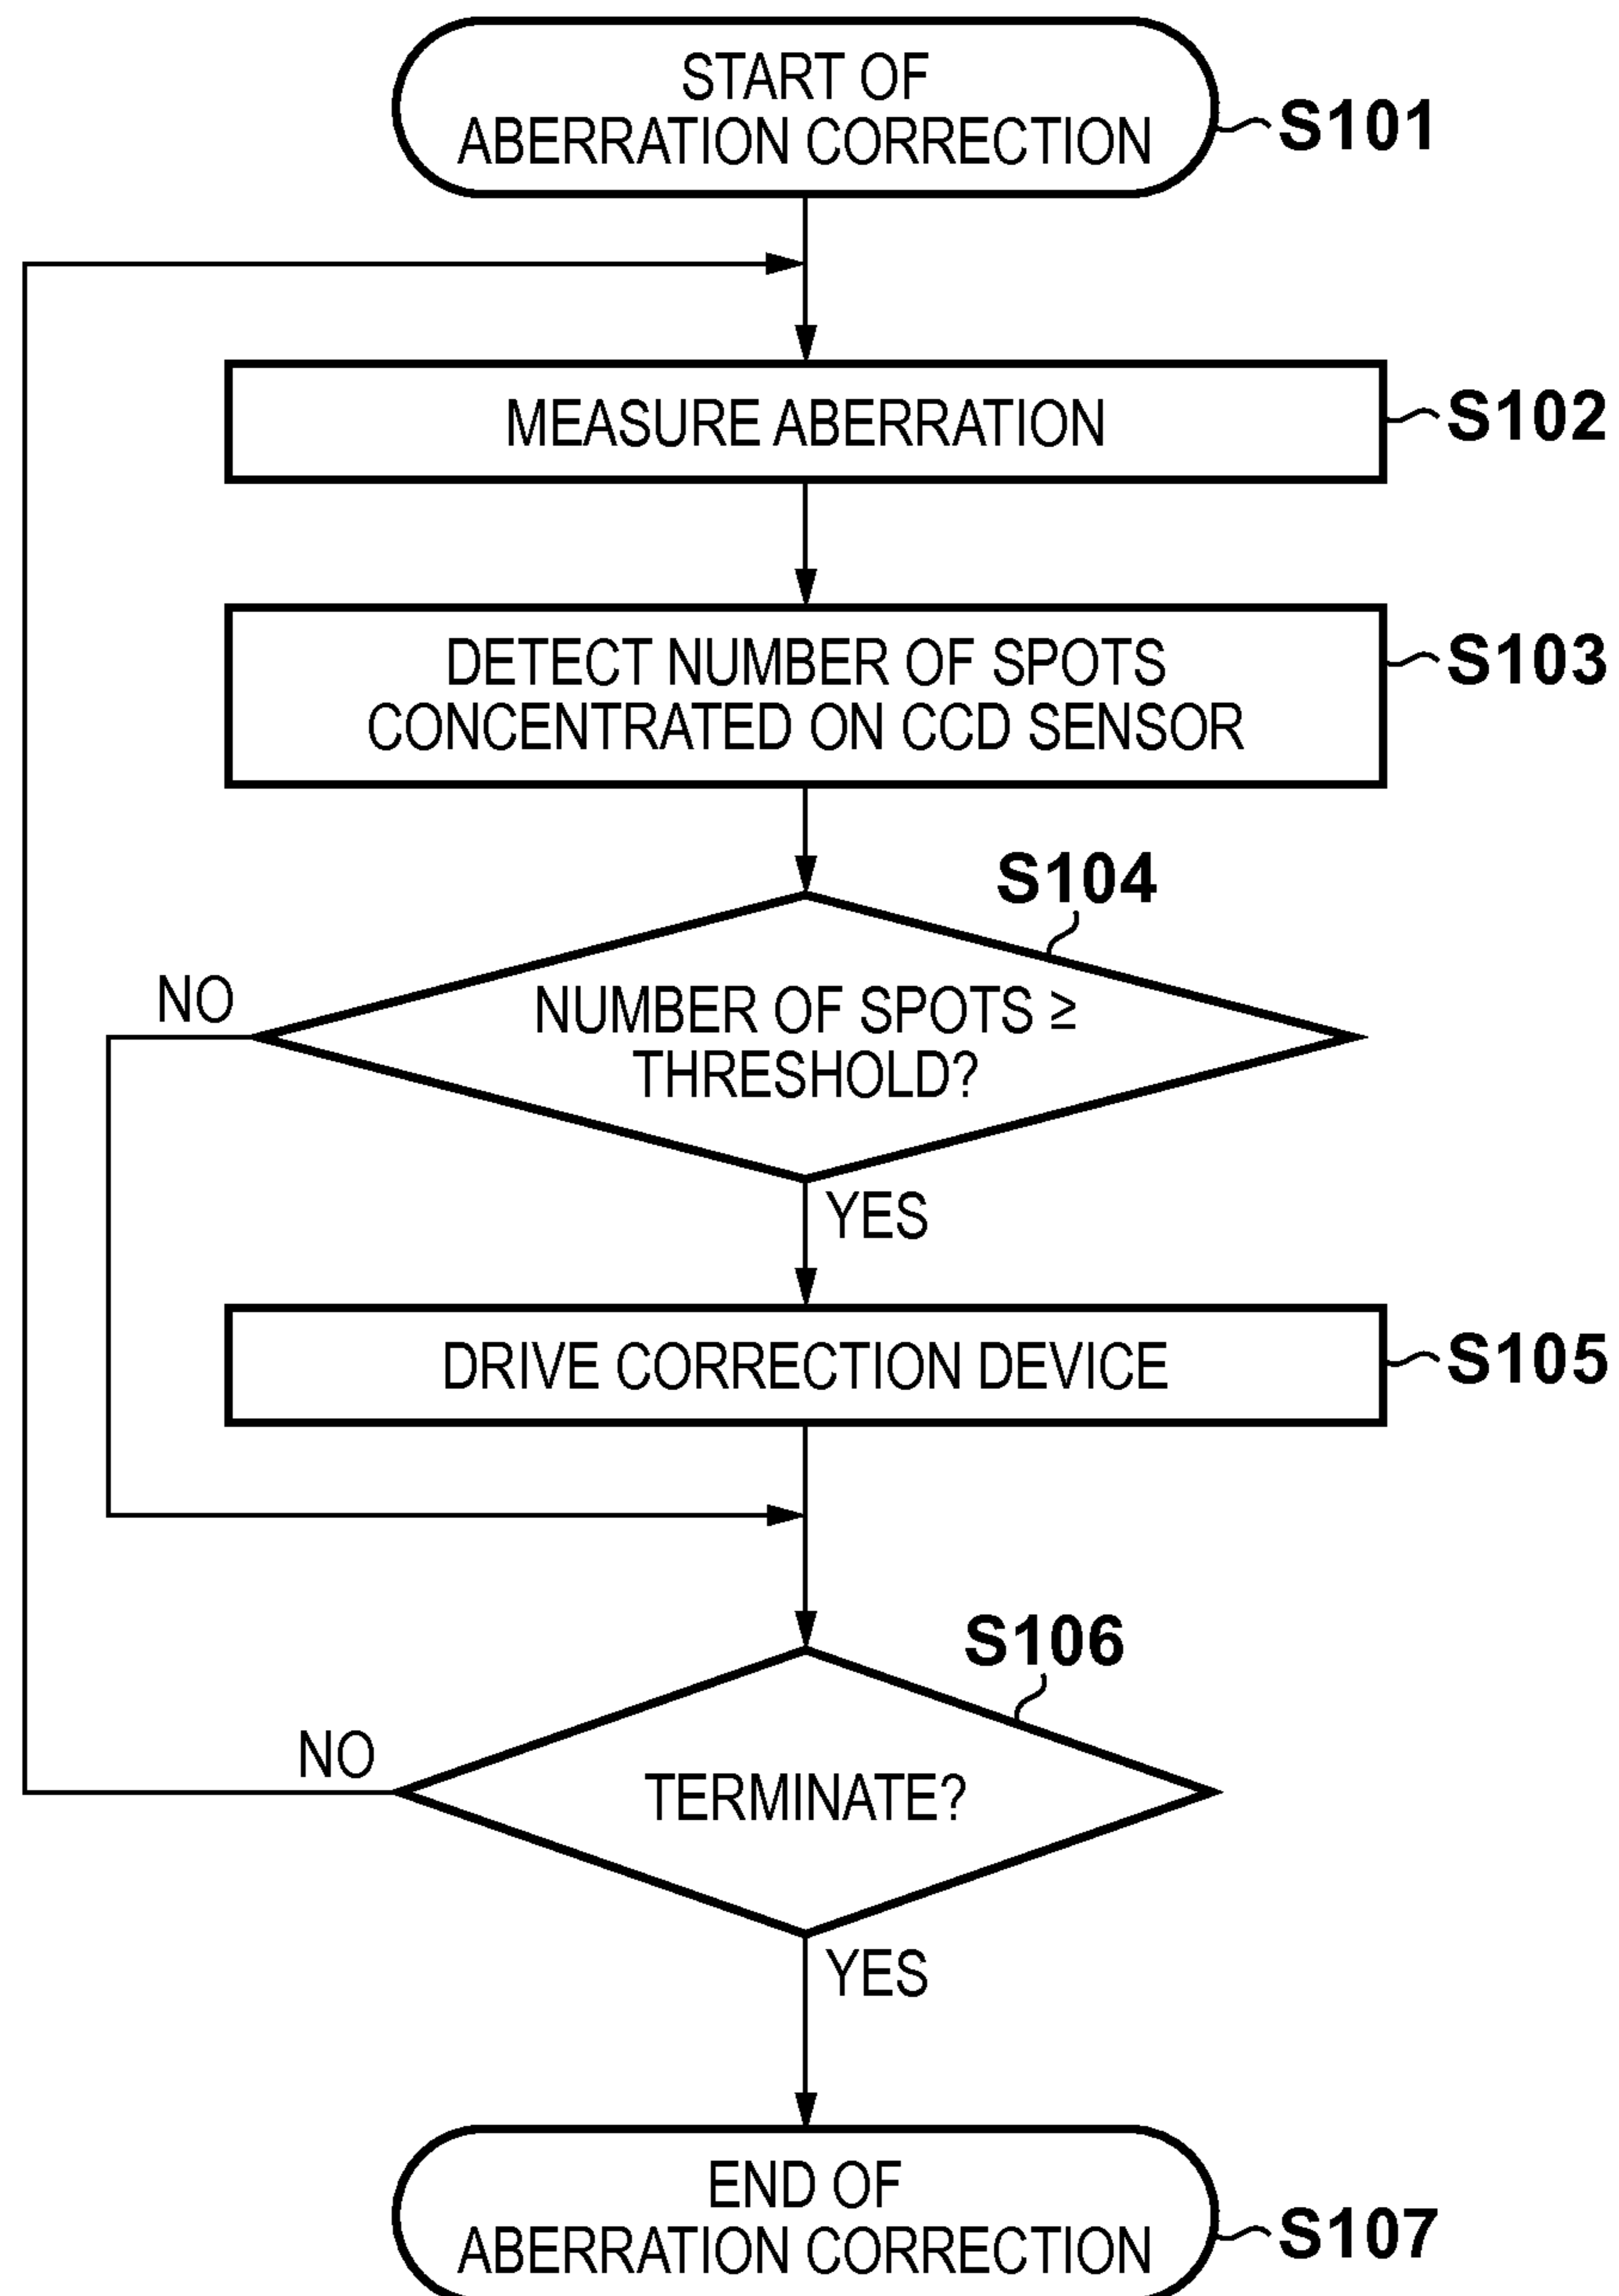 START OF
ABERRATION CORRECTION
S101
MEASURE ABERRATION
S102
DETECT NUMBER OF SPOTS
CONCENTRATED ON CCD SENSOR
S103
S104
NO
NUMBER OF SPOTS ≥
THRESHOLD?
YES
DRIVE CORRECTION DEVICE
S105
S106
NO
TERMINATE?
YES
END OF
ABERRATION CORRECTION
S107